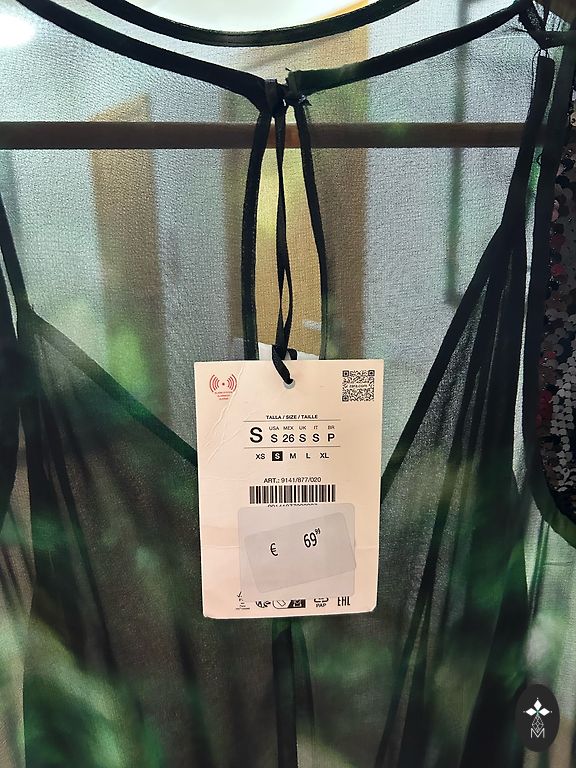 TALLA / SIZE / TAILLE
S USA S MEX 26 UK S IT S BR P
XS S M L XL
ART.: 9141/877/020
€ 69,99
PAP
EAC
M